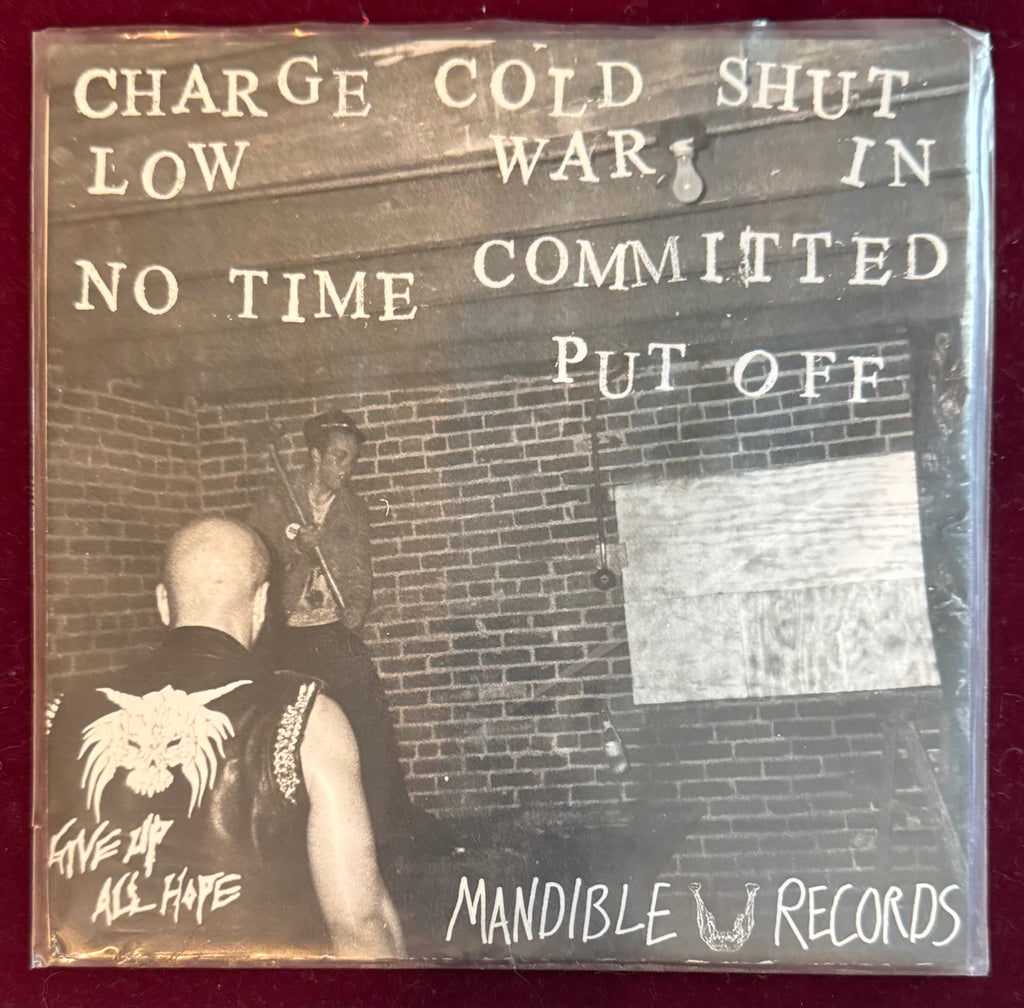 CHARGE COLD SHUT
LOW WAR IN
NO TIME COMMITTED
PUT OFF
GIVE UP
ALL HOPE
MANDIBLE RECORDS